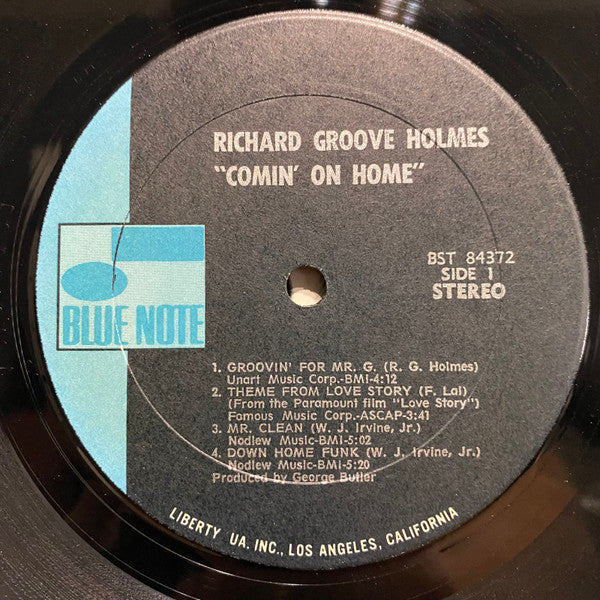 RICHARD GROOVE HOLMES
"COMIN' ON HOME"
BST 84372
SIDE 1
STEREO
BLUE NOTE
1. GROOVIN' FOR MR. G. (R. G. Holmes)
Unart Music Corp.-BMI-4:12
2. THEME FROM LOVE STORY (F. Lai)
(From the Paramount film "Love Story")
Famous Music Corp.-ASCAP-3:41
3. MR. CLEAN (W. J. Irvine, Jr.)
Nodlew Music-BMI-5:02
4. DOWN HOME FUNK (W. J. Irvine, Jr.)
Nodlew Music-BMI-5:20
Produced by George Butler
LIBERTY UA, INC., LOS ANGELES, CALIFORNIA